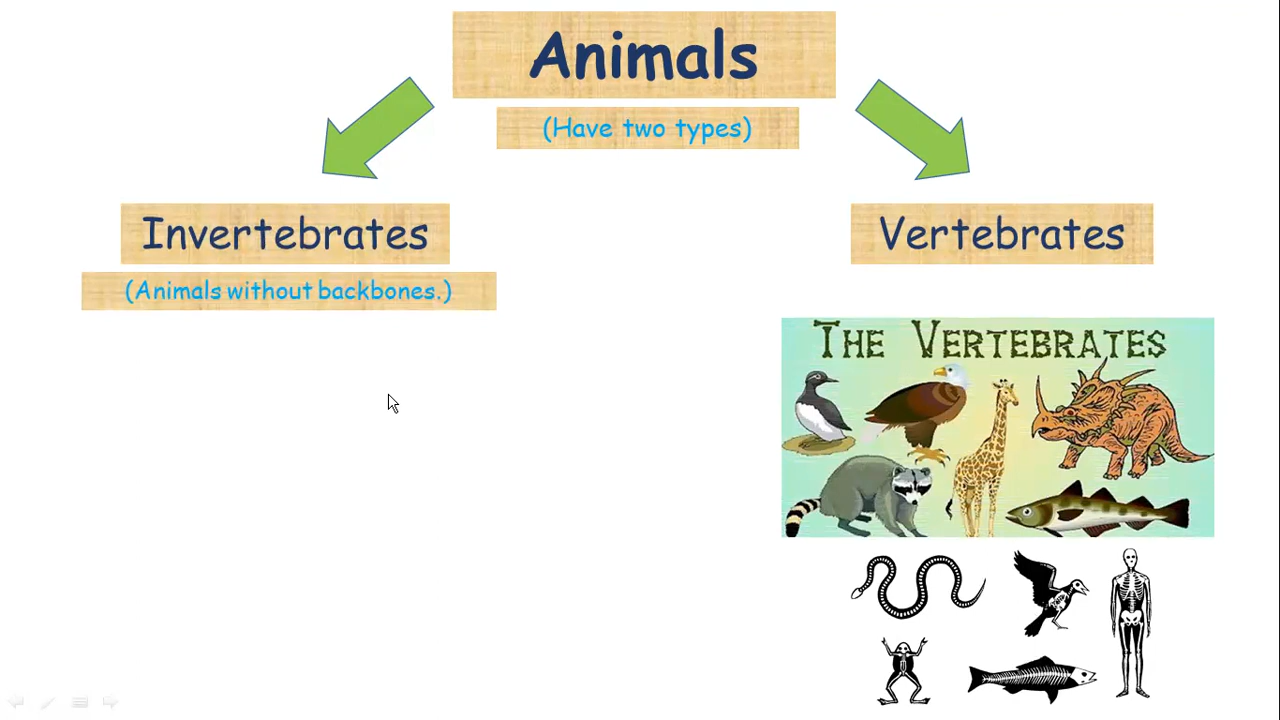 Animals
(Have two types)
Invertebrates
(Animals without backbones.)
Vertebrates
THE VERTEBRATES